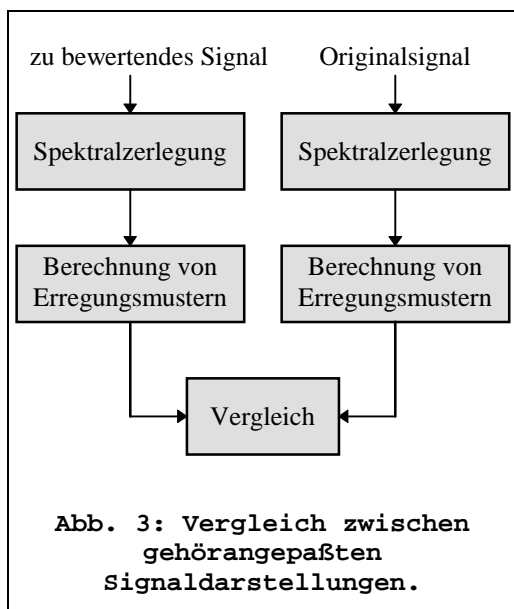 zu bewertendes Signal Originalsignal
Spektralzerlegung Spektralzerlegung
Berechnung von Berechnung von
Erregungsmustern Erregungsmustern
Vergleich
Abb. 3: Vergleich zwischen
gehörangepaßten
Signaldarstellungen.